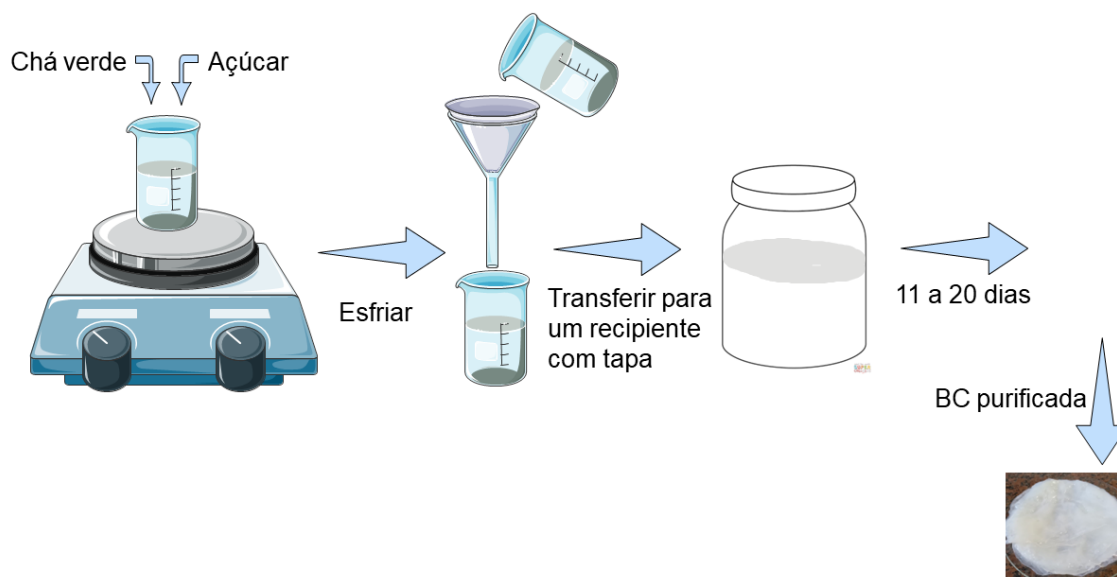 Chá verde
Açúcar
Esfriar
Transferir para
um recipiente
com tapa
11 a 20 dias
BC purificada